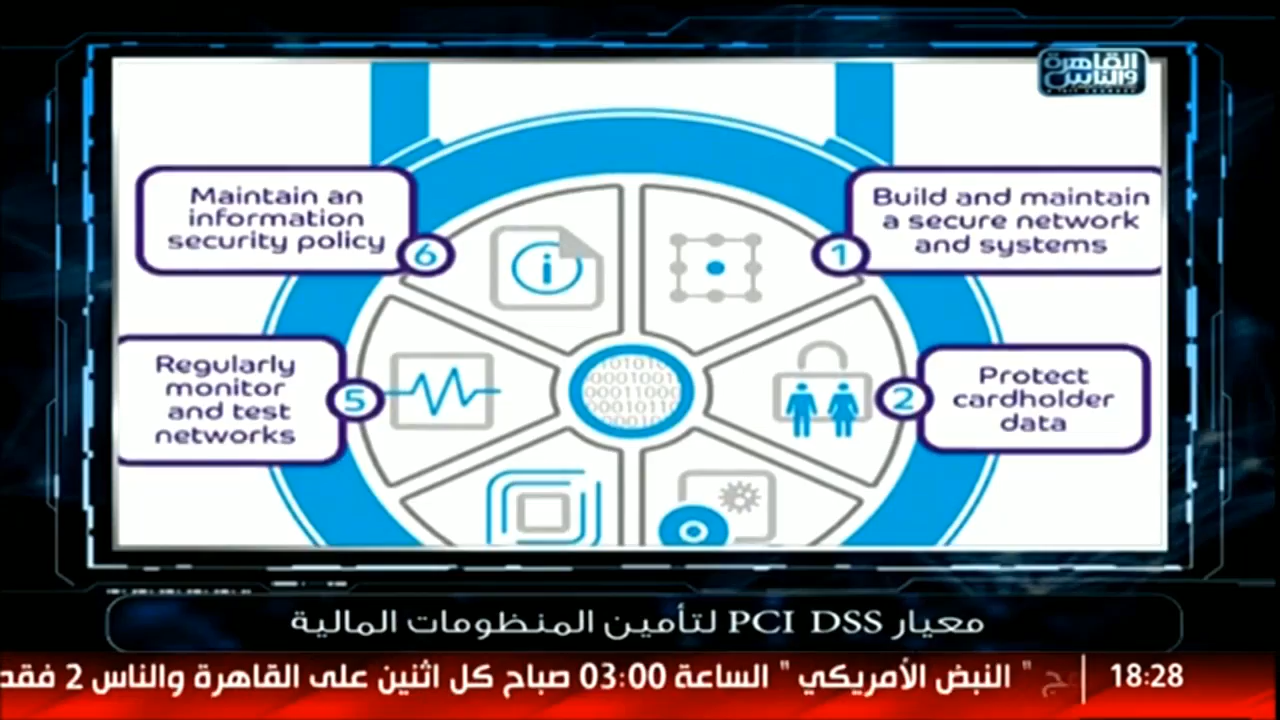 القاهرة
والناس
Maintain an
information
security policy
6
Build and maintain
a secure network
and systems
1
Regularly
monitor
and test
networks
5
Protect
cardholder
data
2
معيار PCI DSS لتأمين المنظومات المالية
18:28
" النبض الأمريكي " الساعة 03:00 صباح كل اثنين على القاهرة والناس 2 فقط